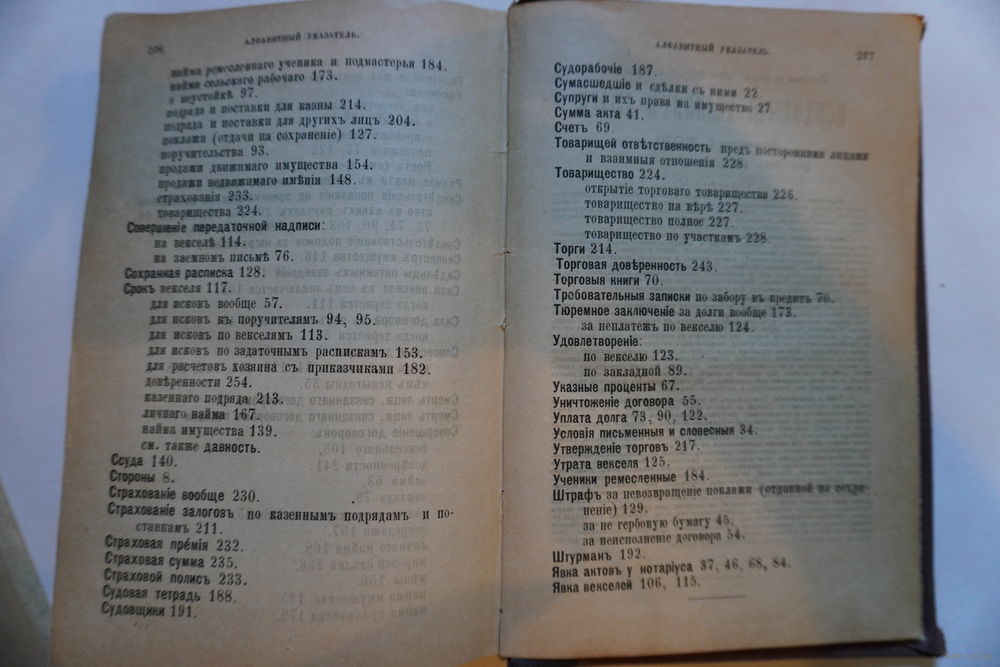 АЛФАВИТНЫЙ УКАЗАТЕЛЬ.
найма ремесленнаго ученика и подмастерья 184.
найма сельскаго рабочаго 173.
о неустойкѣ 97.
подряда и поставки для казны 214.
подряда и поставки для другихъ лицъ 204.
поклажи (отдачи на сохраненіе) 127.
поручительства 93.
продажи движимаго имущества 154.
продажи недвижимаго имѣнія 148.
страхованія 233.
товарищества 224.
Совершеніе передаточной надписи:
на векселѣ 114.
на заемномъ письмѣ 76.
Сохранная расписка 128.
Срокъ векселя 117.
для исковъ вообще 57.
для исковъ къ поручителямъ 94, 95.
для исковъ по векселямъ 113.
для исковъ по задаточнымъ распискамъ 153.
для расчетовъ хозяина съ приказчиками 182.
довѣренности 254.
казеннаго подряда 213.
личнаго найма 167.
найма имущества 139.
см. также давность.
Ссуда 140.
Стороны 8.
Страхованіе вообще 230.
Страхованіе залоговъ по казеннымъ подрядамъ и по-
ставкамъ 211.
Страховая премія 232.
Страховая сумма 235.
Страховой полисъ 233.
Судовая тетрадь 188.
Судовщики 191.
АЛФАВИТНЫЙ УКАЗАТЕЛЬ.
277
Судорабочіе 187.
Сумасшедшіе и сдѣлки съ ними 22.
Супруги и ихъ права на имущество 27.
Сумма акта 41.
Счетъ 69.
Товарищей отвѣтственность предъ посторонними лицами
и взаимныя отношенія 228.
Товарищество 224.
открытіе торговаго товарищества 226.
товарищество на вѣрѣ 227.
товарищество полное 227.
товарищество по участкамъ 228.
Торги 214.
Торговая довѣренность 243.
Торговыя книги 70.
Требовательныя записки по забору въ кредитъ 70.
Тюремное заключеніе за долги вообще 173.
за неплатежъ по векселю 124.
Удовлетвореніе:
по векселю 123.
по закладной 89.
Указные проценты 67.
Уничтоженіе договора 55.
Уплата долга 73, 90, 122.
Условія письменныя и словесныя 34.
Утвержденіе торговъ 217.
Утрата векселя 125.
Ученики ремесленные 184.
Штрафъ за невозвращеніе поклажи (отданной на сохра-
неніе) 129.
за не гербовую бумагу 45.
за неисполненіе договора 54.
Штурманъ 192.
Явка актовъ у нотаріуса 37, 46, 68, 84.
Явка векселей 106, 115.